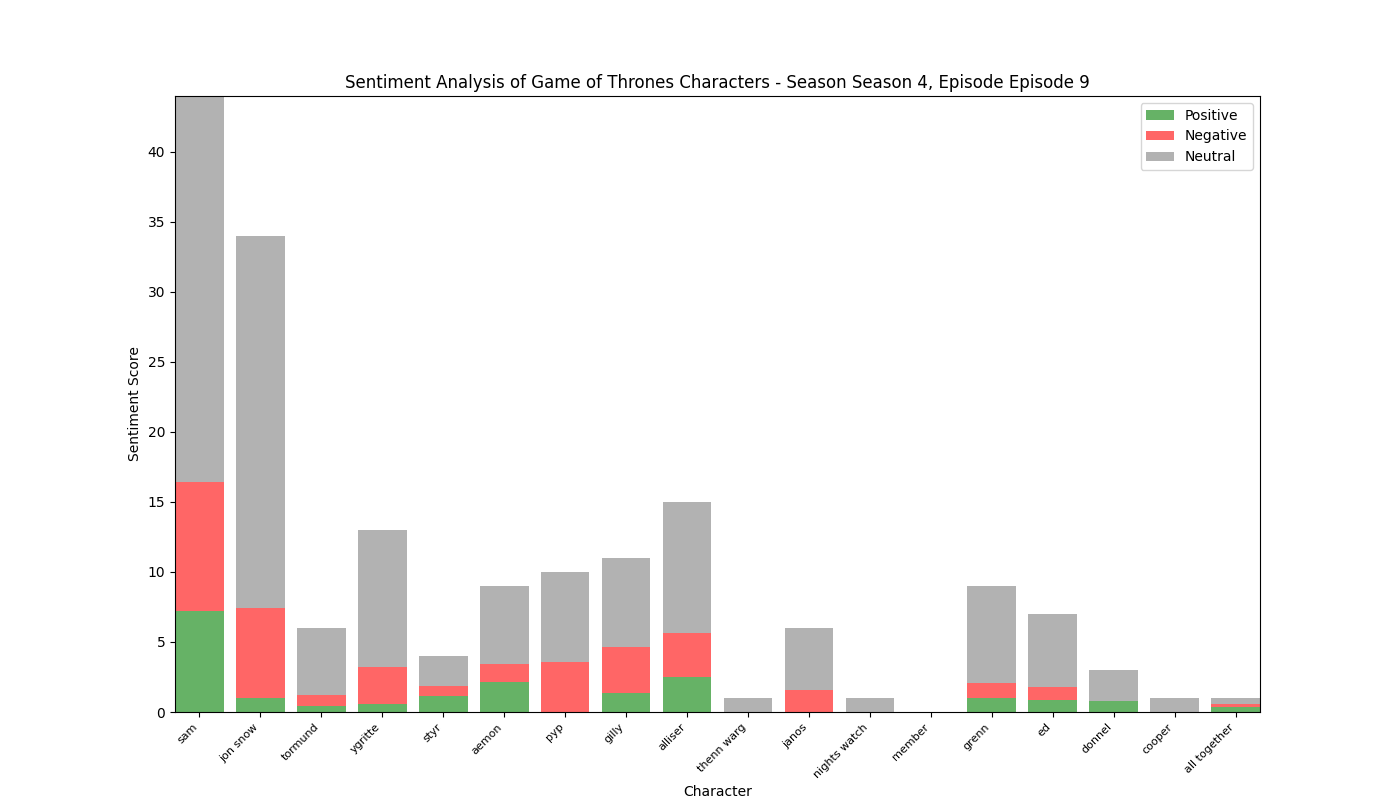 Sentiment Analysis of Game of Thrones Characters - Season Season 4, Episode Episode 9
Positive
Negative
Neutral
Sentiment Score
40
35
30
25
20
15
10
5
0
sam
jon snow
tormund
ygritte
styr
aemon
pyp
gilly
alliser
thenn warg
janos
nights watch
member
grenn
ed
donnel
cooper
all together
Character